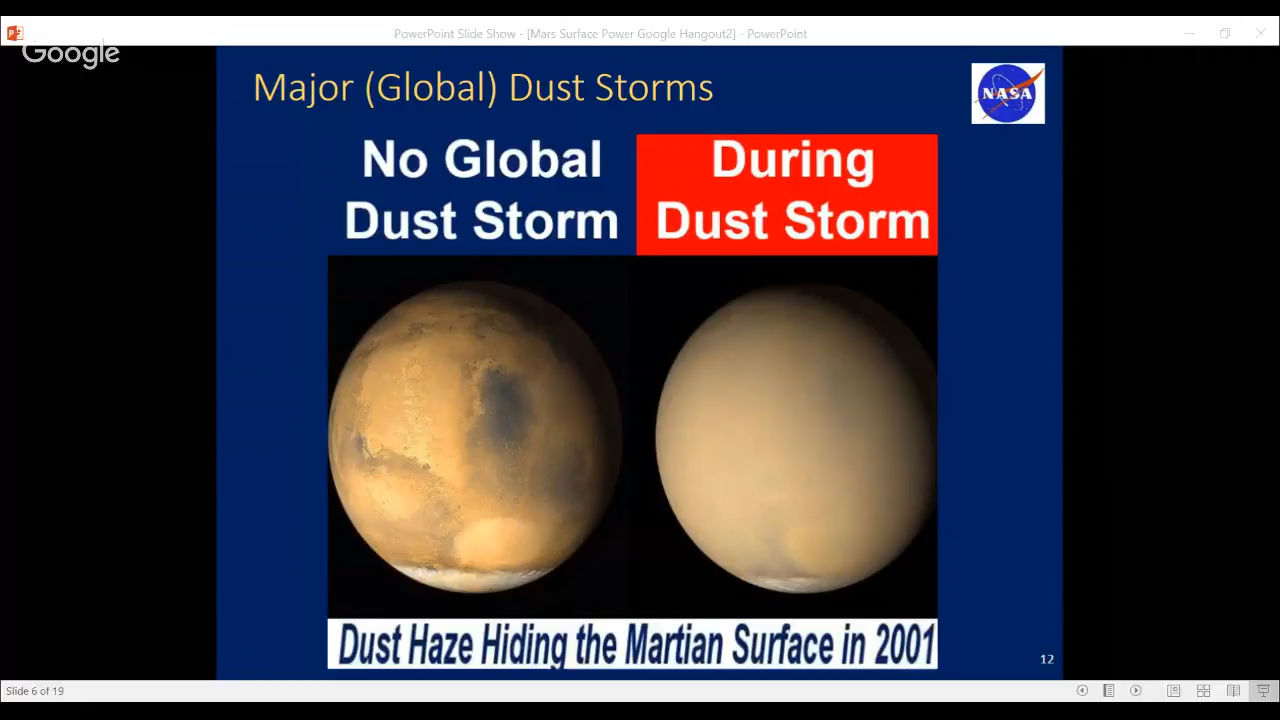 PowerPoint Slide Show - [Mars Surface Power Google Hangout2] - PowerPoint
Google
Major (Global) Dust Storms
NASA
No Global
Dust Storm
During
Dust Storm
Dust Haze Hiding the Martian Surface in 2001
12
Slide 6 of 19